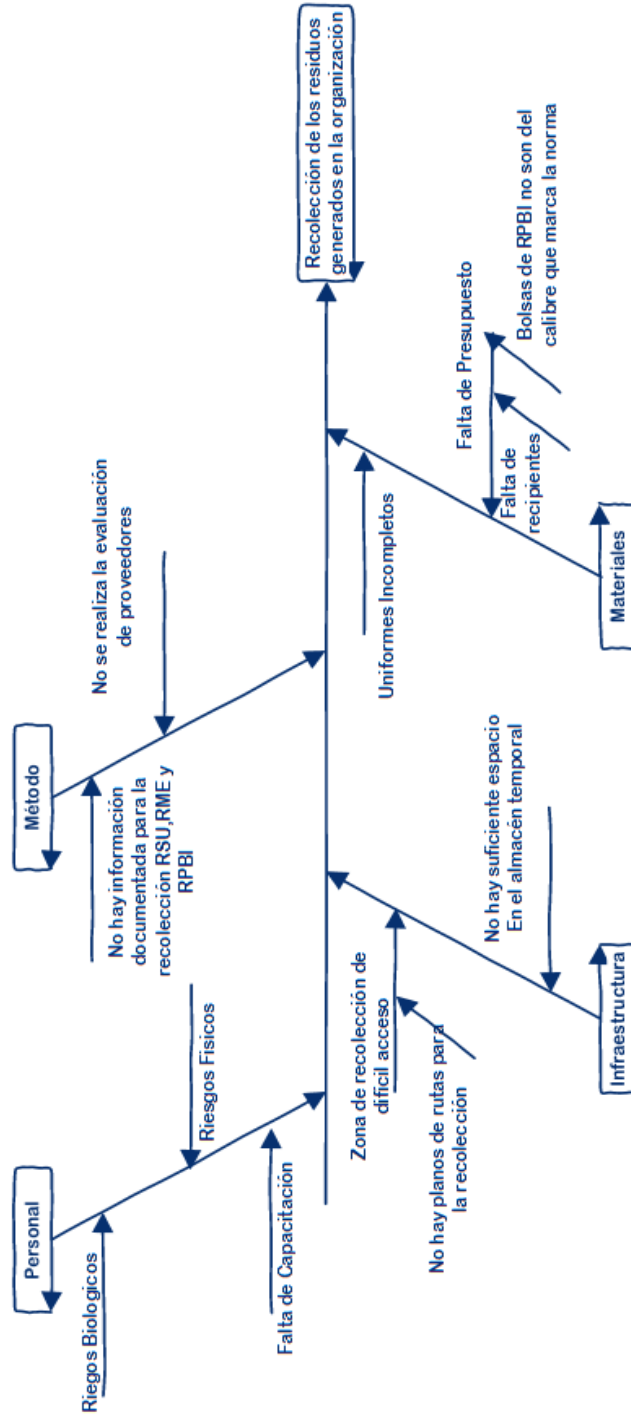 Personal
Método
Riegos Biologicos
No hay información
documentada para la
recolección RSU,RME y
RPBI
No se realiza la evaluación
de proveedores
Riesgos Fisicos
Falta de Capacitación
Recolección de los residuos
generados en la organización
Zona de recolección de
dificil acceso
No hay planos de rutas para
la recolección
Uniformes Incompletos
Falta de Presupuesto
Falta de
recipientes
Bolsas de RPBI no son del
calibre que marca la norma
No hay suficiente espacio
En el almacén temporal
Infraestructura
Materiales